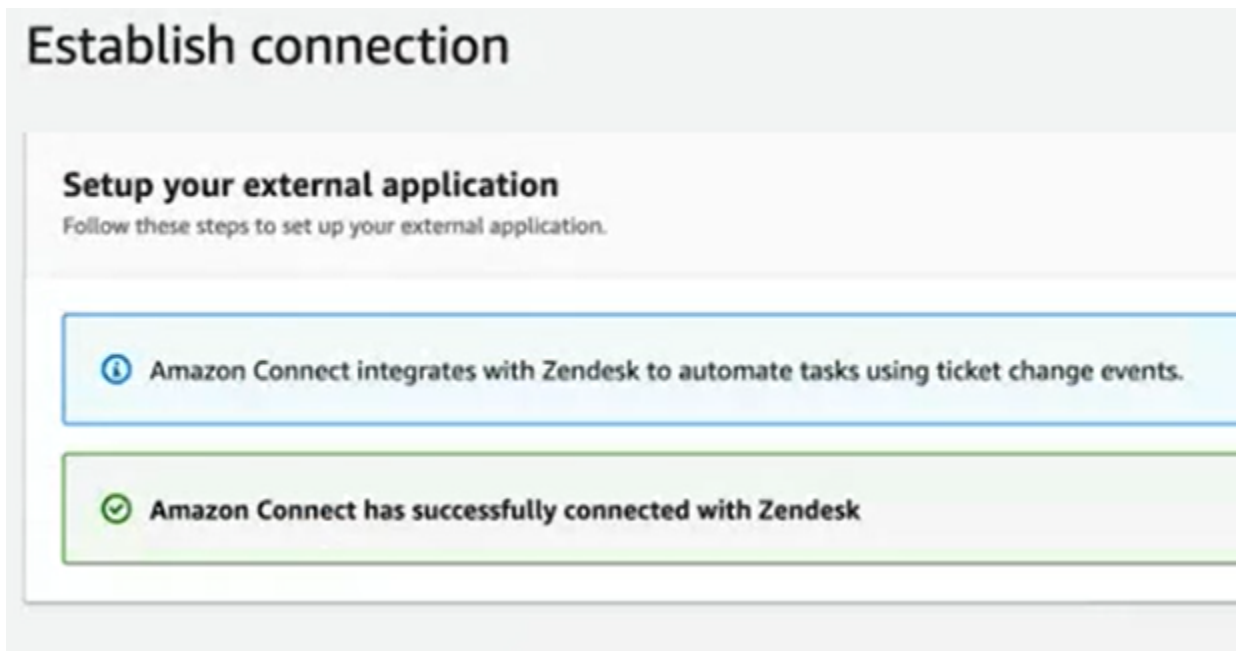 Establish connection
Setup your external application
Follow these steps to set up your external application.
Amazon Connect integrates with Zendesk to automate tasks using ticket change events.
Amazon Connect has successfully connected with Zendesk